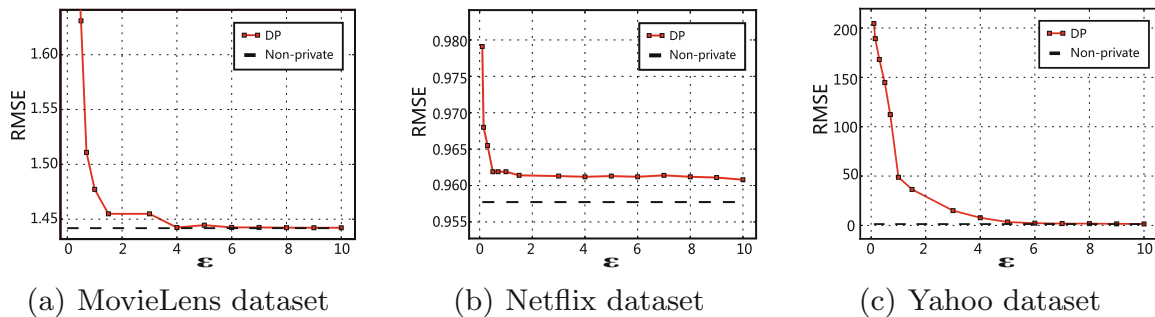 RMSE
1.60
1.55
1.50
1.45
0 2 4 6 8 10
ε
DP
Non-private
(a) MovieLens dataset
RMSE
0.980
0.975
0.970
0.965
0.960
0.955
0 2 4 6 8 10
ε
DP
Non-private
(b) Netflix dataset
RMSE
200
150
100
50
0
0 2 4 6 8 10
ε
DP
Non-private
(c) Yahoo dataset